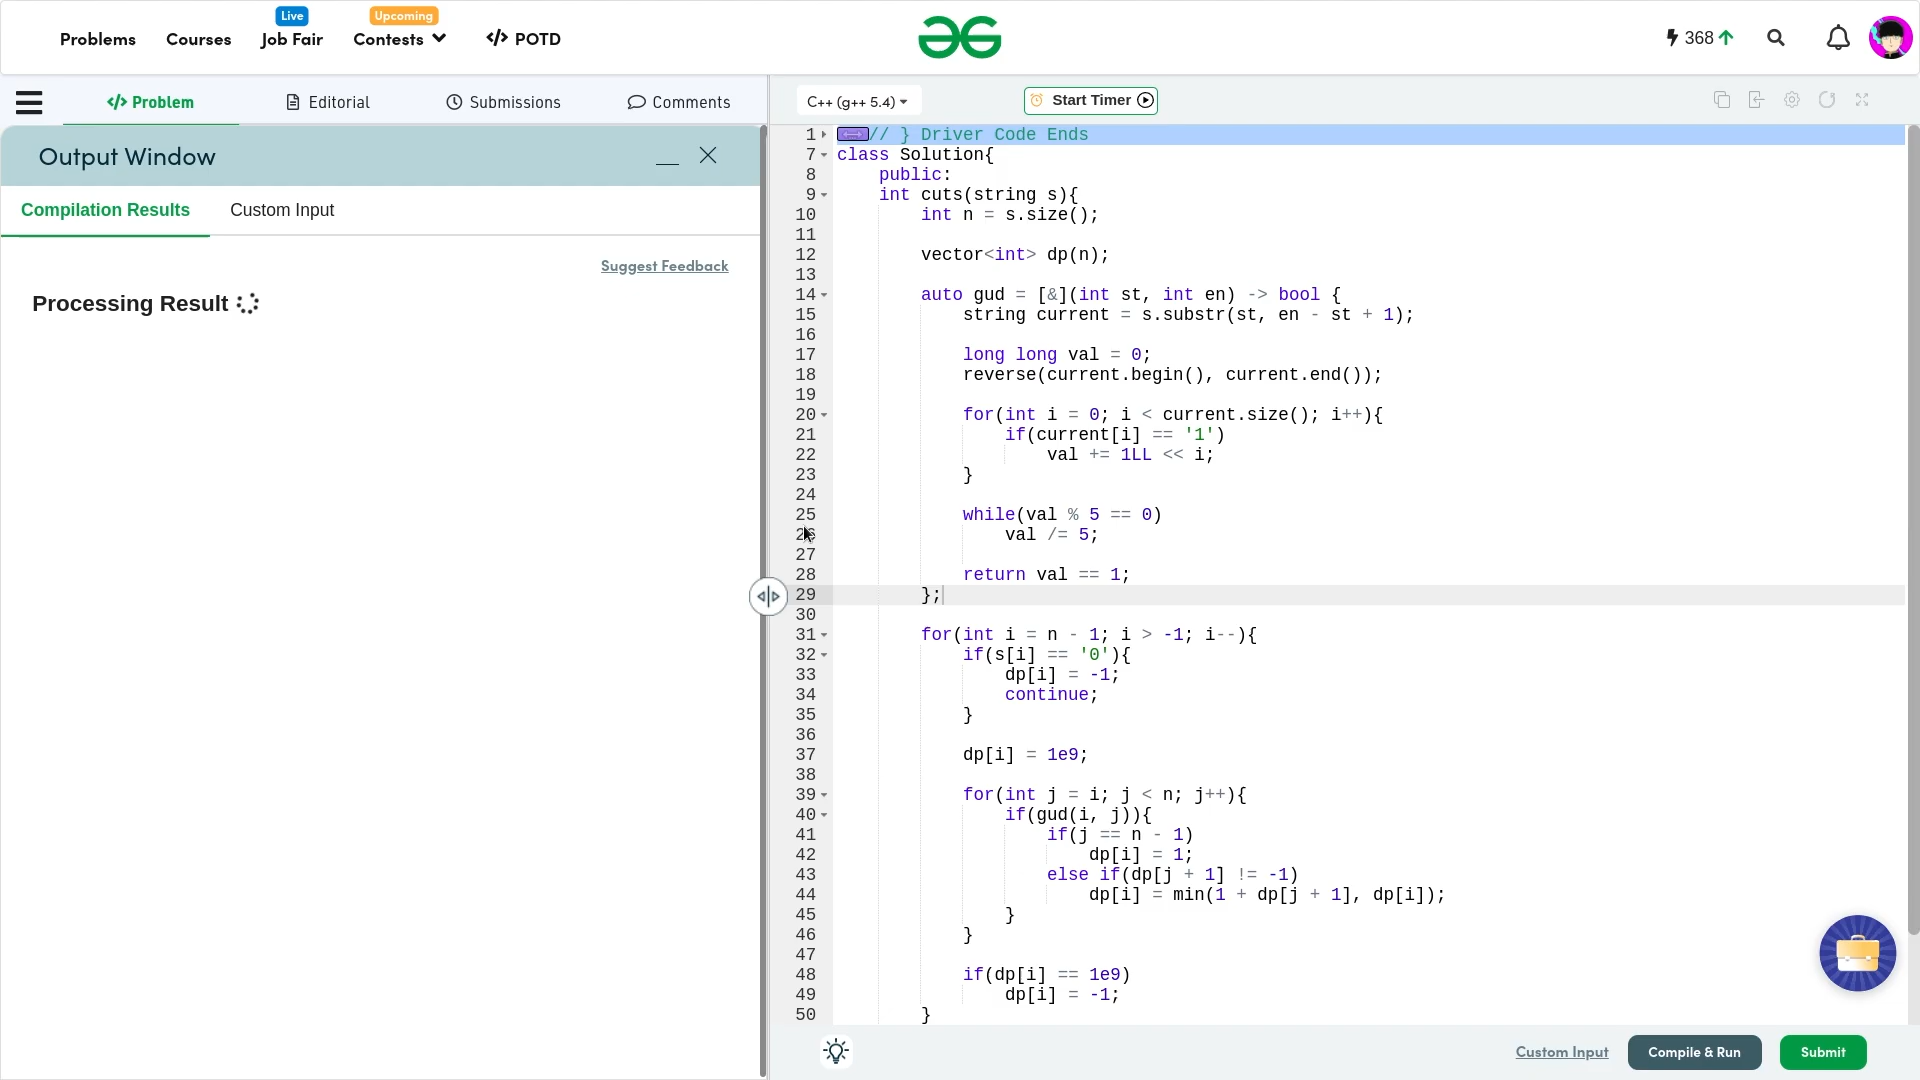 Live
Upcoming
Problems
Courses
Job Fair
Contests
</> POTD
368
</> Problem
Editorial
Submissions
Comments
C++ (g++ 5.4)
Start Timer
Output Window
Compilation Results
Custom Input
Suggest Feedback
Processing Result
1 // } Driver Code Ends
7 class Solution{
8     public:
9     int cuts(string s){
10         int n = s.size();
11
12         vector<int> dp(n);
13
14         auto gud = [&](int st, int en) -> bool {
15             string current = s.substr(st, en - st + 1);
16
17             long long val = 0;
18             reverse(current.begin(), current.end());
19
20             for(int i = 0; i < current.size(); i++){
21                 if(current[i] == '1')
22                     val += 1LL << i;
23             }
24
25             while(val % 5 == 0)
26                 val /= 5;
27
28             return val == 1;
29         };
30
31         for(int i = n - 1; i > -1; i--){
32             if(s[i] == '0'){
33                 dp[i] = -1;
34                 continue;
35             }
36
37             dp[i] = 1e9;
38
39             for(int j = i; j < n; j++){
40                 if(gud(i, j)){
41                     if(j == n - 1)
42                         dp[i] = 1;
43                     else if(dp[j + 1] != -1)
44                         dp[i] = min(1 + dp[j + 1], dp[i]);
45                 }
46             }
47
48             if(dp[i] == 1e9)
49                 dp[i] = -1;
50         }
Custom Input
Compile & Run
Submit